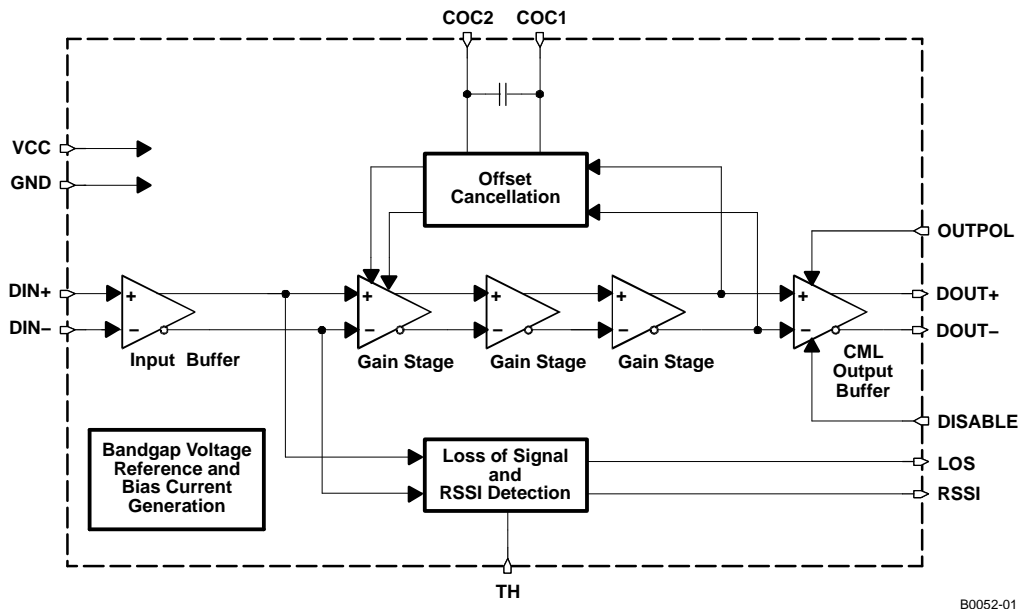 COC2 COC1
VCC
GND
Offset
Cancellation
OUTPOL
DIN+
+
+
+
+
+
DOUT+
DIN−
−
−
−
−
−
DOUT−
Input Buffer
Gain Stage
Gain Stage
Gain Stage
CML
Output
Buffer
DISABLE
Bandgap Voltage
Reference and
Bias Current
Generation
Loss of Signal
and
RSSI Detection
LOS
RSSI
TH
B0052-01